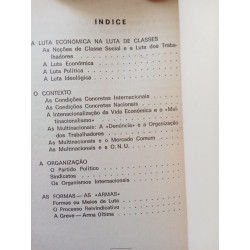 INDICE
A LUTA ECONÓMICA NA LUTA DE CLASSES
As Noções de Classe Social e a Luta dos Traba-
lhadores
A Luta Económica
A Luta Política
A Luta Ideológica
O CONTEXTO
As Condições Concretas Internacionais
As Condições Concretas Nacionais
A Internacionalização da Vida Económica e o «Mul-
tinacionalismo»
Multinacionais: A «Denúncia» e a Organização
dos Trabalhadores
As Multinacionais e o Mercado Comum
As Multinacionais e a O.N.U.
A ORGANIZAÇÃO
O Partido Político
Sindicatos
Os Organismos Internacionais
AS FORMAS — AS «ARMAS»
Formas ou Meios de Luta
O Processo Reivindicativo
A Greve — Arma Última